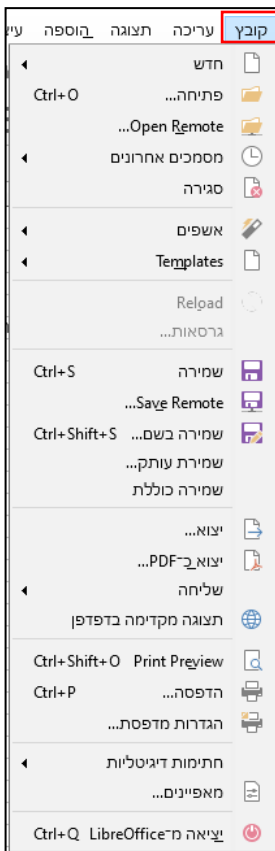 קובץ עריכה תצוגה הוספה עי
חדש
פתיחה... Ctrl+O
Open Remote...
מסמכים אחרונים
סגירה
אשפים
Templates
Reload
גרסאות...
שמירה Ctrl+S
Save Remote...
שמירה בשם... Ctrl+Shift+S
שמירת עותק...
שמירה כוללת
יצוא...
יצוא כ־PDF...
שליחה
תצוגה מקדימה בדפדפן
Print Preview Ctrl+Shift+O
הדפסה... Ctrl+P
הגדרות מדפסת...
חתימות דיגיטליות
מאפיינים...
יציאה מ־LibreOffice Ctrl+Q